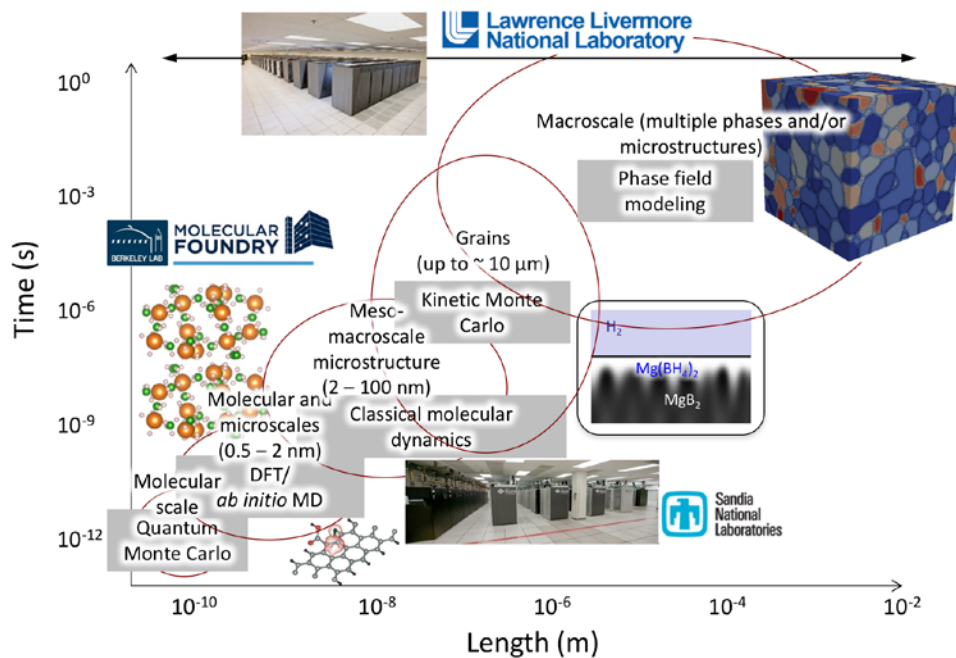 Lawrence Livermore
National Laboratory
10⁰
Macroscale (multiple phases and/or
microstructures)
Phase field
modeling
10⁻³
BERKELEY LAB
MOLECULAR
FOUNDRY
Grains
(up to ~ 10 µm)
Kinetic Monte
Carlo
10⁻⁶
Time (s)
Meso-
macroscale
microstructure
(2 – 100 nm)
H₂
Mg(BH₄)₂
MgB₂
Molecular and
microscales
(0.5 – 2 nm)
Classical molecular
dynamics
10⁻⁹
DFT/
ab initio MD
Molecular
scale
Quantum
Monte Carlo
10⁻¹²
Sandia
National
Laboratories
10⁻¹⁰
10⁻⁸
10⁻⁶
10⁻⁴
10⁻²
Length (m)